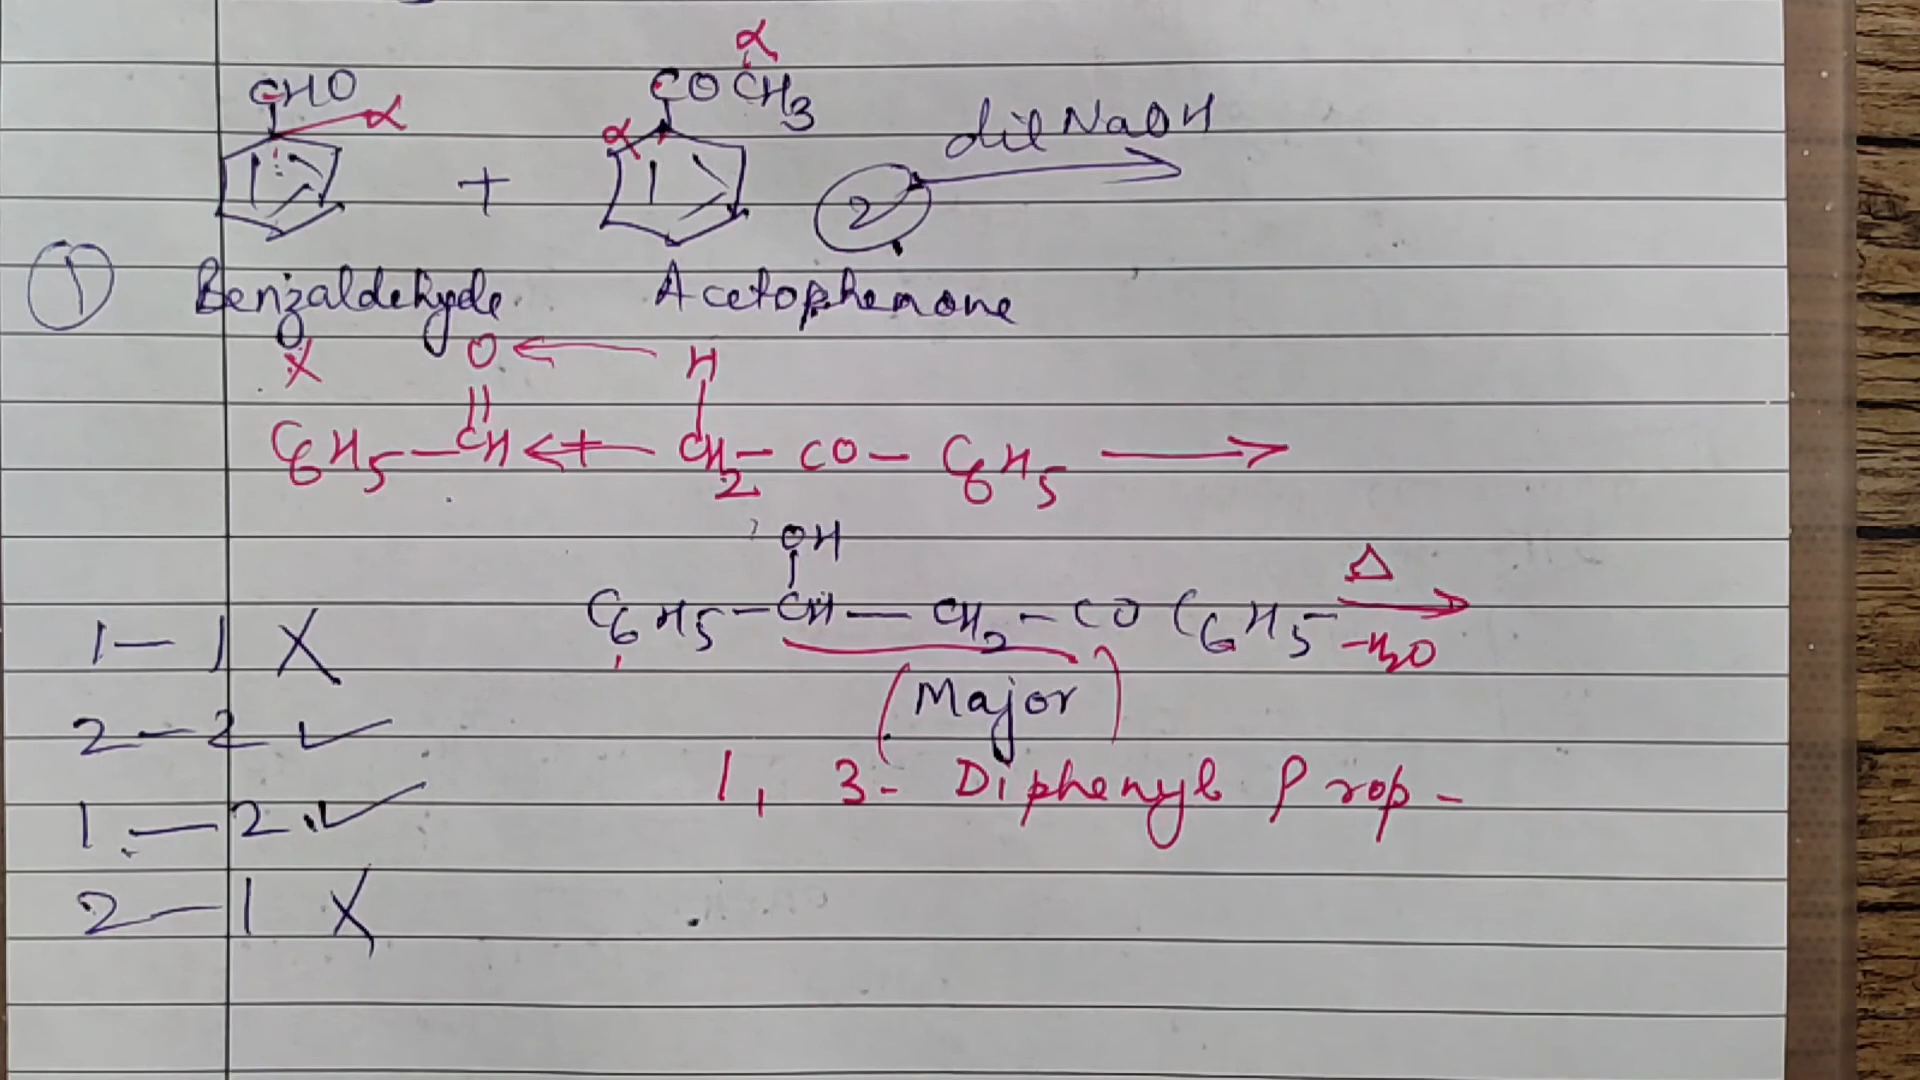 α
CHO COCH3
α α dil NaOH
+ 2
1 Benzaldehyde Acetophenone
X O H
C6H5-CH + CH2-CO-C6H5
OH
C6H5-CH-CH2-CO C6H5 Δ -H2O
1-1 X
(Major)
2-2 ✓
1, 3-Diphenyl Prop-
1-2 ✓
2-1 X